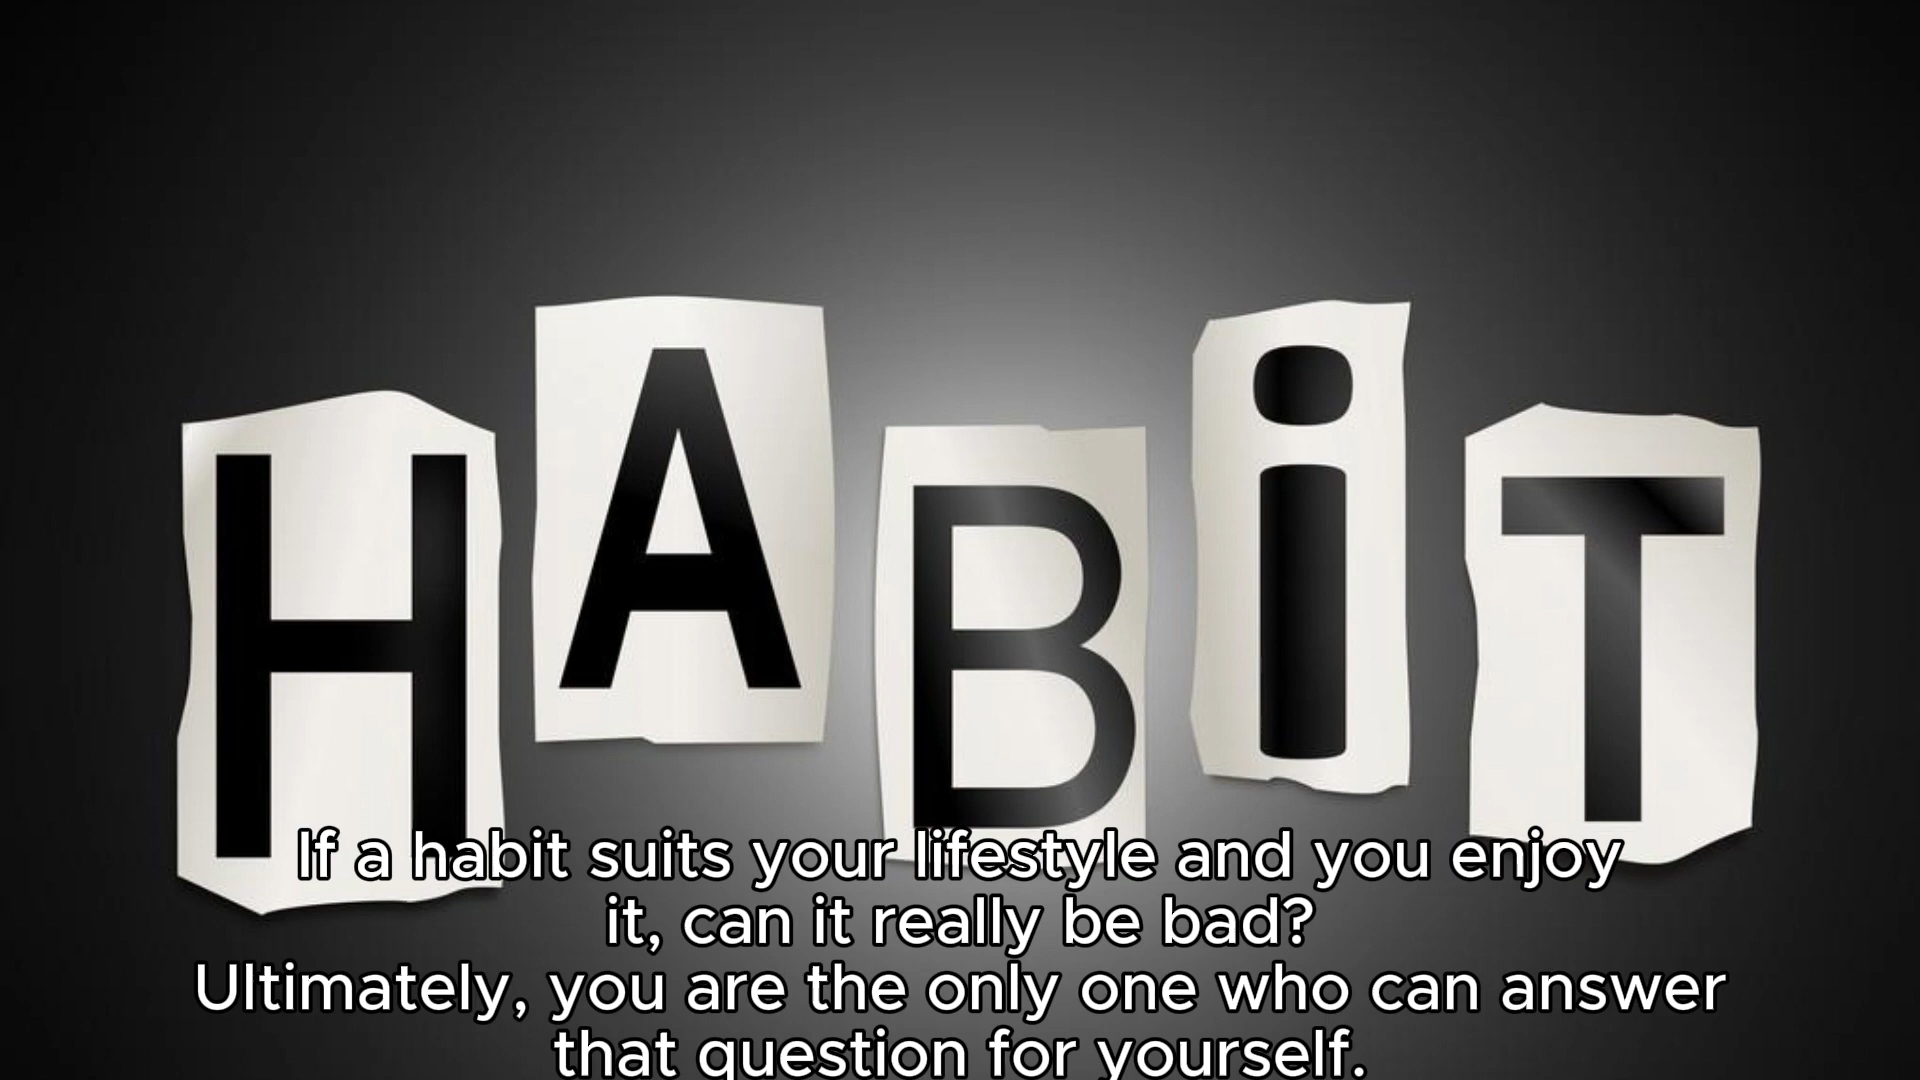 HABiT
If a habit suits your lifestyle and you enjoy
it, can it really be bad?
Ultimately, you are the only one who can answer
that question for yourself.